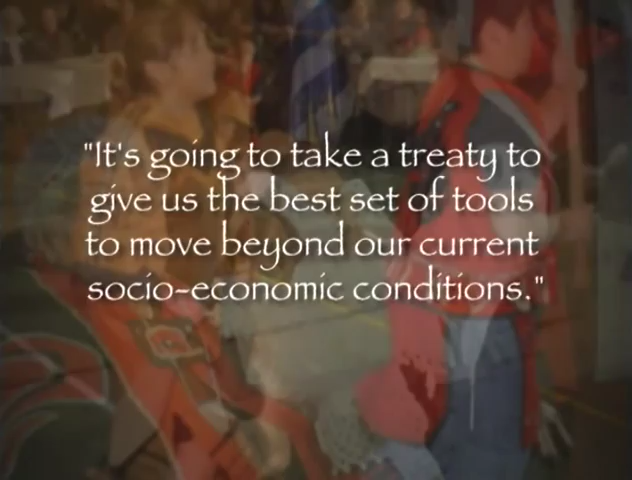 "It's going to take a treaty to
give us the best set of tools
to move beyond our current
socio-economic conditions."